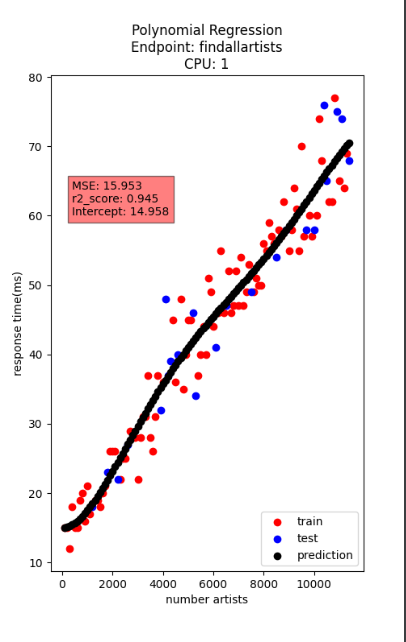 Polynomial Regression
Endpoint: findallartists
CPU: 1
80
70
60
50
40
30
20
10
response time(ms)
MSE: 15.953
r2_score: 0.945
Intercept: 14.958
train
test
prediction
0 2000 4000 6000 8000 10000
number artists